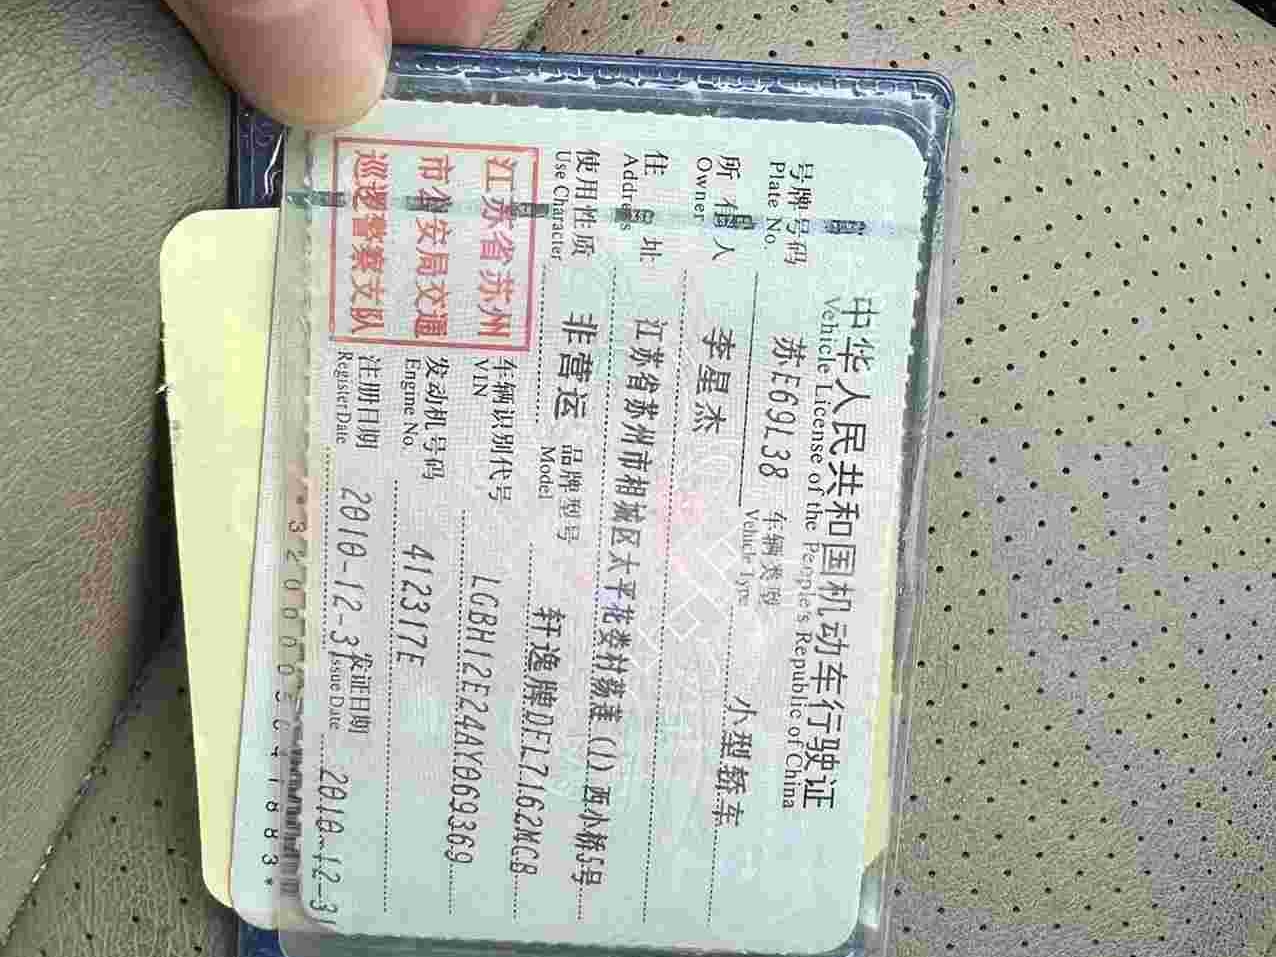 中华人民共和国机动车行驶证
Vehicle License of the People's Republic of China
号牌号码 苏E69L38 车辆类型 小型轿车
Plate No. Vehicle Type
所有人 李星杰
Owner
住址 江苏省苏州市相城区太平花娄村荡莲(1)西小桥5号
Address
使用性质 非营运 品牌型号 轩逸牌DFL7162MCB
Use Character Model
江苏省苏州
市公安局交通
巡逻警察支队
车辆识别代号 LGBH12E24AY069369
VIN
发动机号码 412317E
Engine No.
注册日期 2010-12-31 发证日期 2010-12-31
Register Date Issue Date